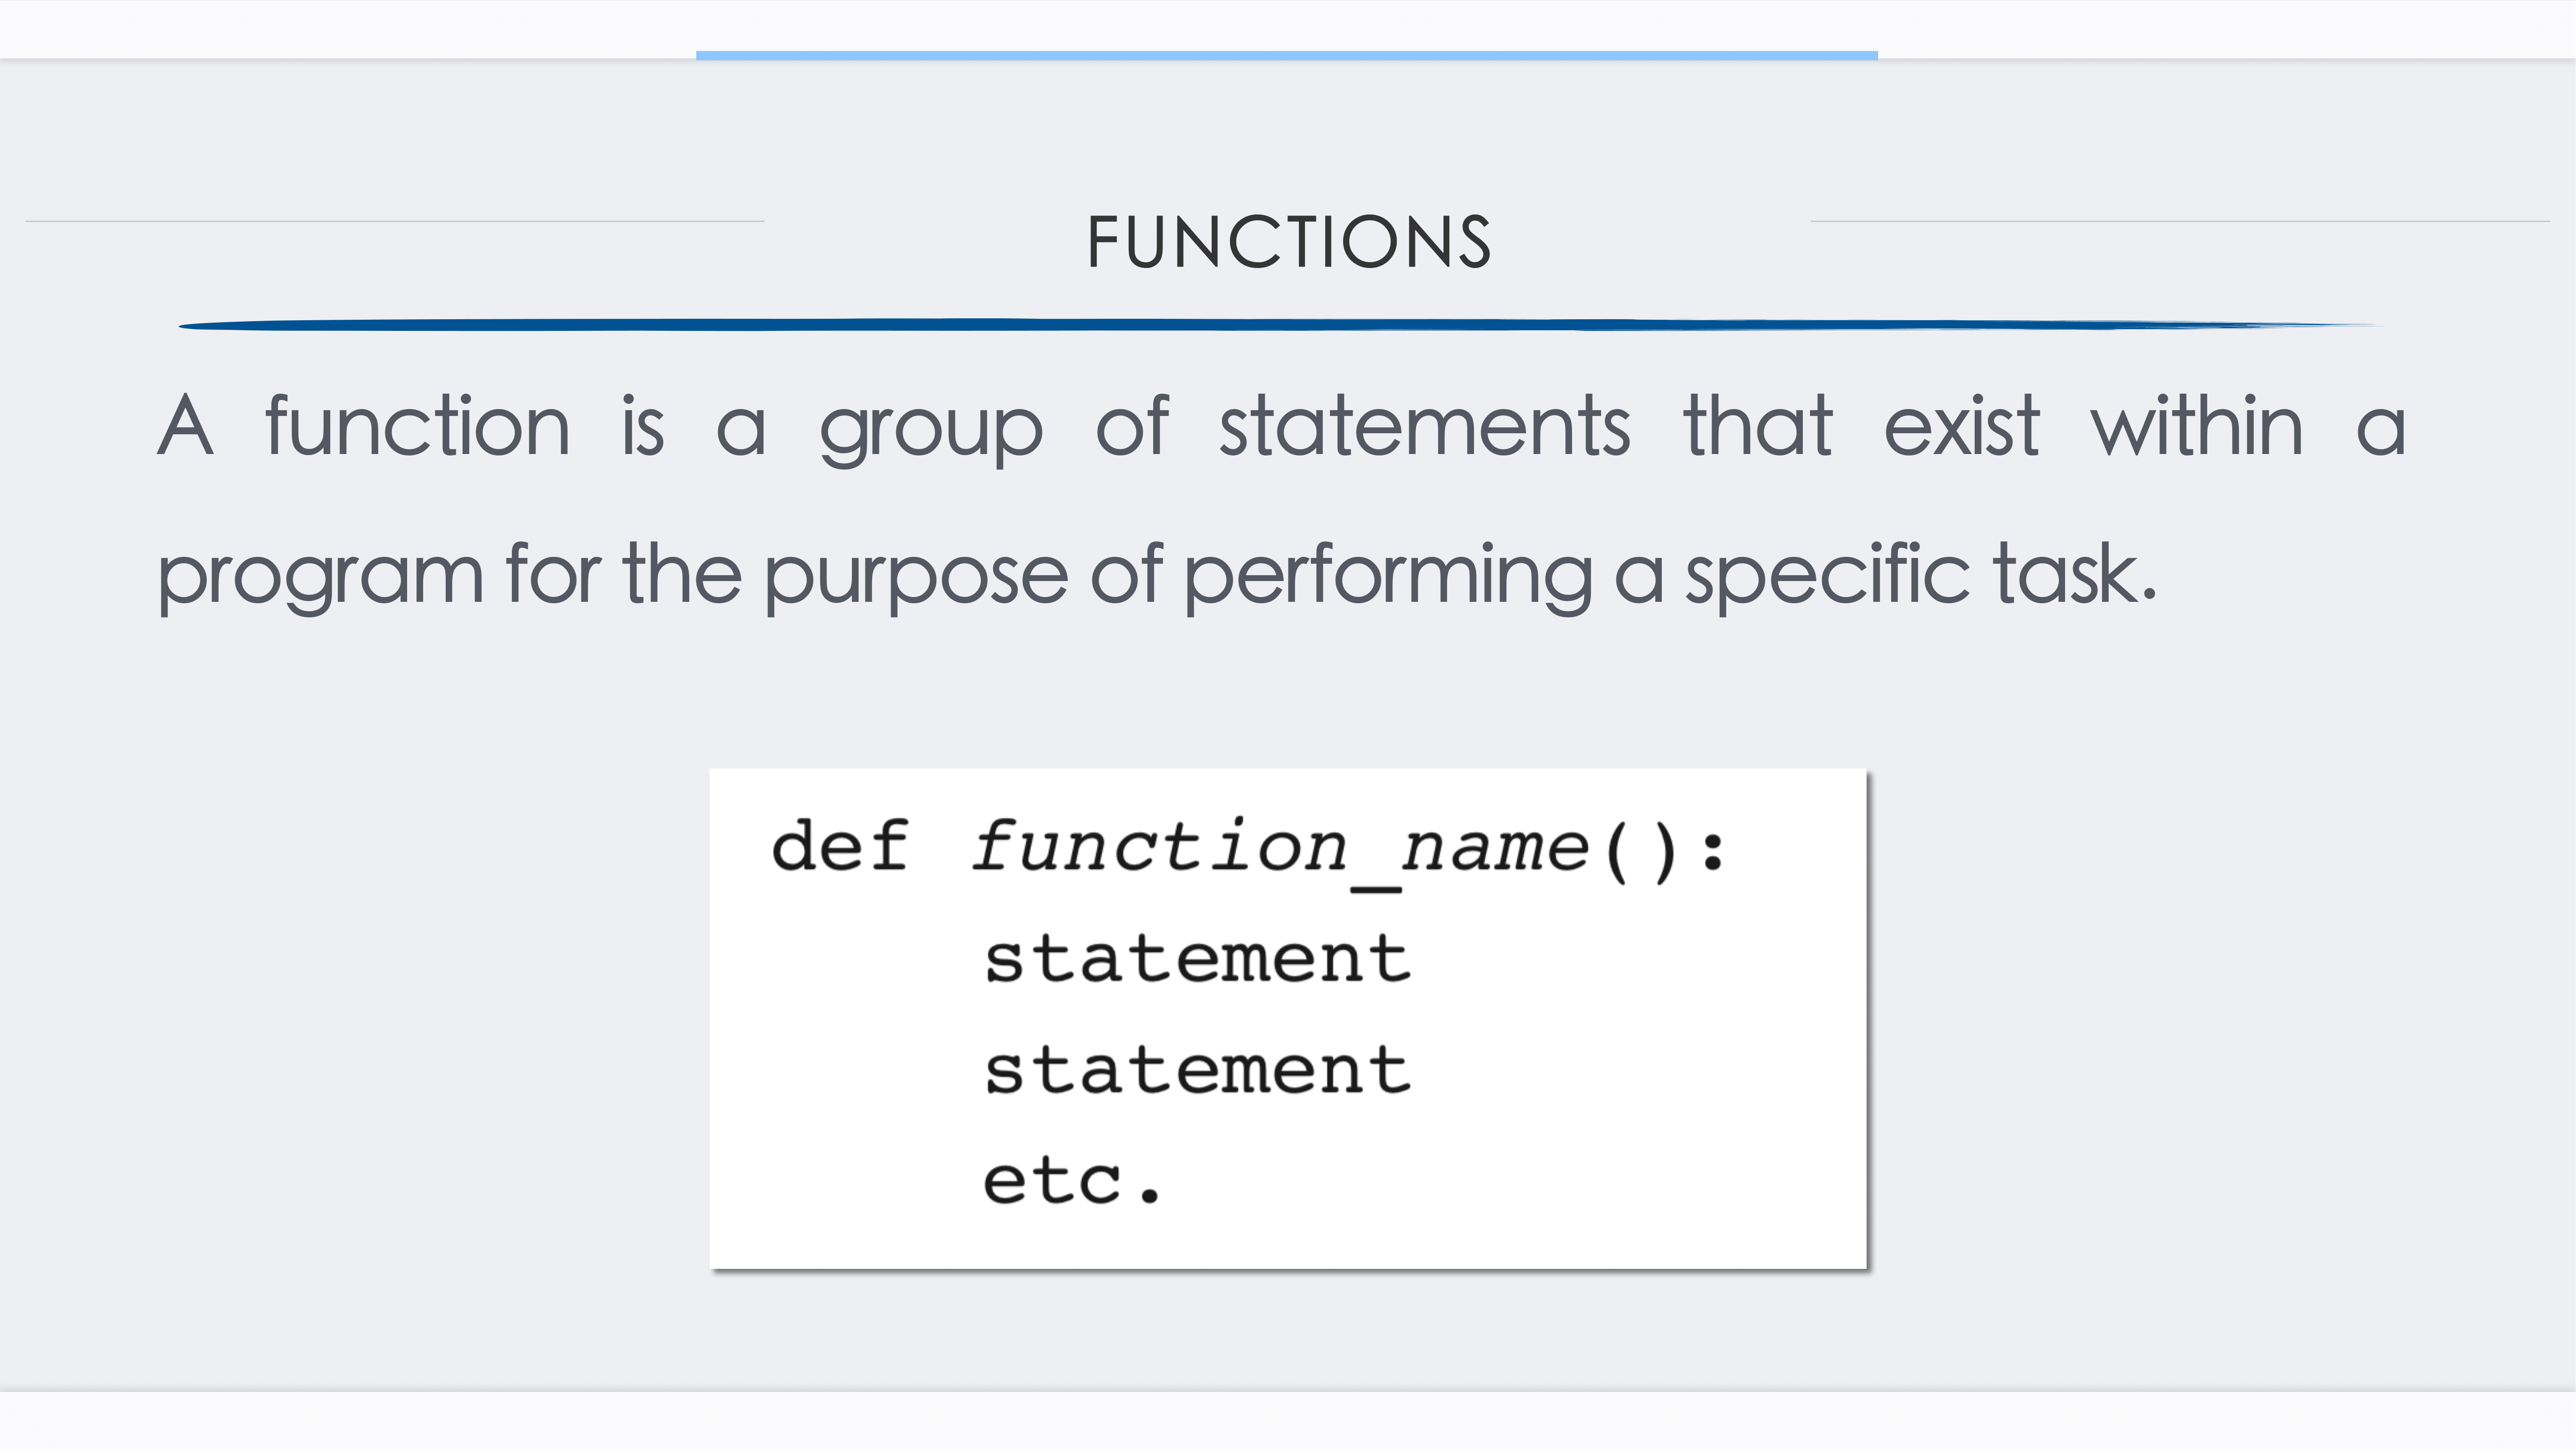 FUNCTIONS
A function is a group of statements that exist within a
program for the purpose of performing a specific task.
def function_name():
statement
statement
etc.